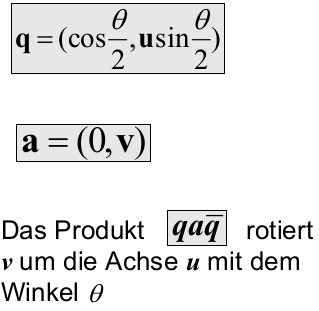 q = (cos θ/2, u sin θ/2)
a = (0, v)
Das Produkt qaq̅ rotiert
v um die Achse u mit dem
Winkel θ